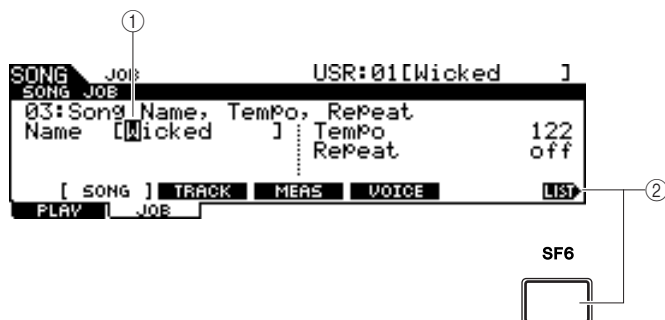 ①
SONG JOB USR:01[Wicked ]
SONG JOB
03:Song Name, Tempo, Repeat
Name [Wicked ] Tempo 122
Repeat off
[ SONG ] TRACK MEAS VOICE LIST
PLAY JOB
②
SF6